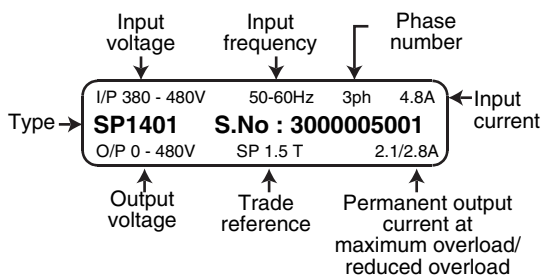 Input voltage
Input frequency
Phase number
I/P 380 - 480V 50-60Hz 3ph 4.8A
Input current
Type
SP1401 S.No : 3000005001
O/P 0 - 480V SP 1.5 T 2.1/2.8A
Output voltage
Trade reference
Permanent output current at maximum overload/ reduced overload